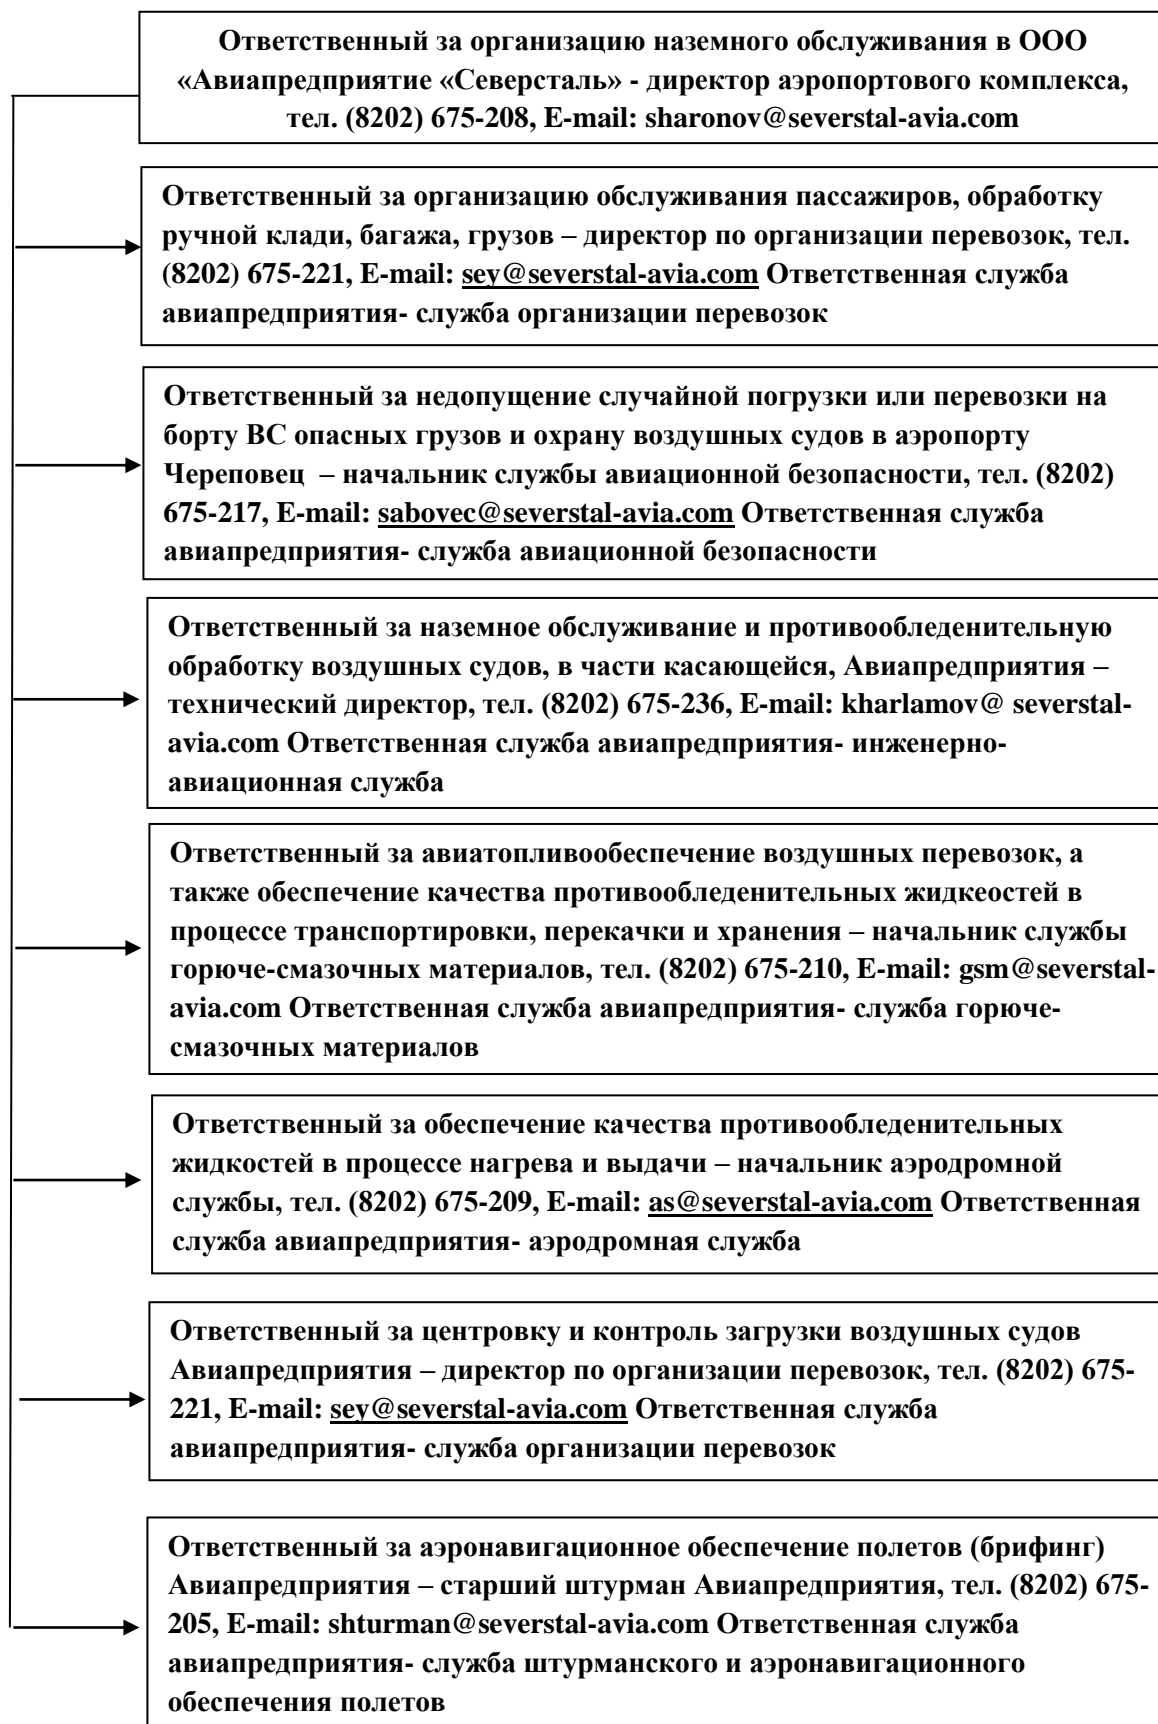 Ответственный за организацию наземного обслуживания в ООО
«Авиапредприятие «Северсталь» - директор аэропортового комплекса,
тел. (8202) 675-208, E-mail: sharonov@severstal-avia.com
Ответственный за организацию обслуживания пассажиров, обработку
ручной клади, багажа, грузов – директор по организации перевозок, тел.
(8202) 675-221, E-mail: sey@severstal-avia.com Ответственная служба
авиапредприятия- служба организации перевозок
Ответственный за недопущение случайной погрузки или перевозки на
борту ВС опасных грузов и охрану воздушных судов в аэропорту
Череповец – начальник службы авиационной безопасности, тел. (8202)
675-217, E-mail: sabovec@severstal-avia.com Ответственная служба
авиапредприятия- служба авиационной безопасности
Ответственный за наземное обслуживание и противообледенительную
обработку воздушных судов, в части касающейся, Авиапредприятия –
технический директор, тел. (8202) 675-236, E-mail: kharlamov@ severstal-
avia.com Ответственная служба авиапредприятия- инженерно-
авиационная служба
Ответственный за авиатопливообеспечение воздушных перевозок, а
также обеспечение качества противообледенительных жидкеостей в
процессе транспортировки, перекачки и хранения – начальник службы
горюче-смазочных материалов, тел. (8202) 675-210, E-mail: gsm@severstal-
avia.com Ответственная служба авиапредприятия- служба горюче-
смазочных материалов
Ответственный за обеспечение качества противообледенительных
жидкостей в процессе нагрева и выдачи – начальник аэродромной
службы, тел. (8202) 675-209, E-mail: as@severstal-avia.com Ответственная
служба авиапредприятия- аэродромная служба
Ответственный за центровку и контроль загрузки воздушных судов
Авиапредприятия – директор по организации перевозок, тел. (8202) 675-
221, E-mail: sey@severstal-avia.com Ответственная служба
авиапредприятия- служба организации перевозок
Ответственный за аэронавигационное обеспечение полетов (брифинг)
Авиапредприятия – старший штурман Авиапредприятия, тел. (8202) 675-
205, E-mail: shturman@severstal-avia.com Ответственная служба
авиапредприятия- служба штурманского и аэронавигационного
обеспечения полетов